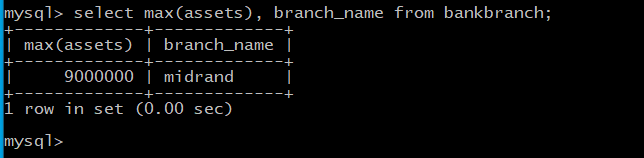 mysql> select max(assets), branch_name from bankbranch;
+-------------+-------------+
| max(assets) | branch_name |
+-------------+-------------+
|     9000000 | midrand     |
+-------------+-------------+
1 row in set (0.00 sec)
mysql>